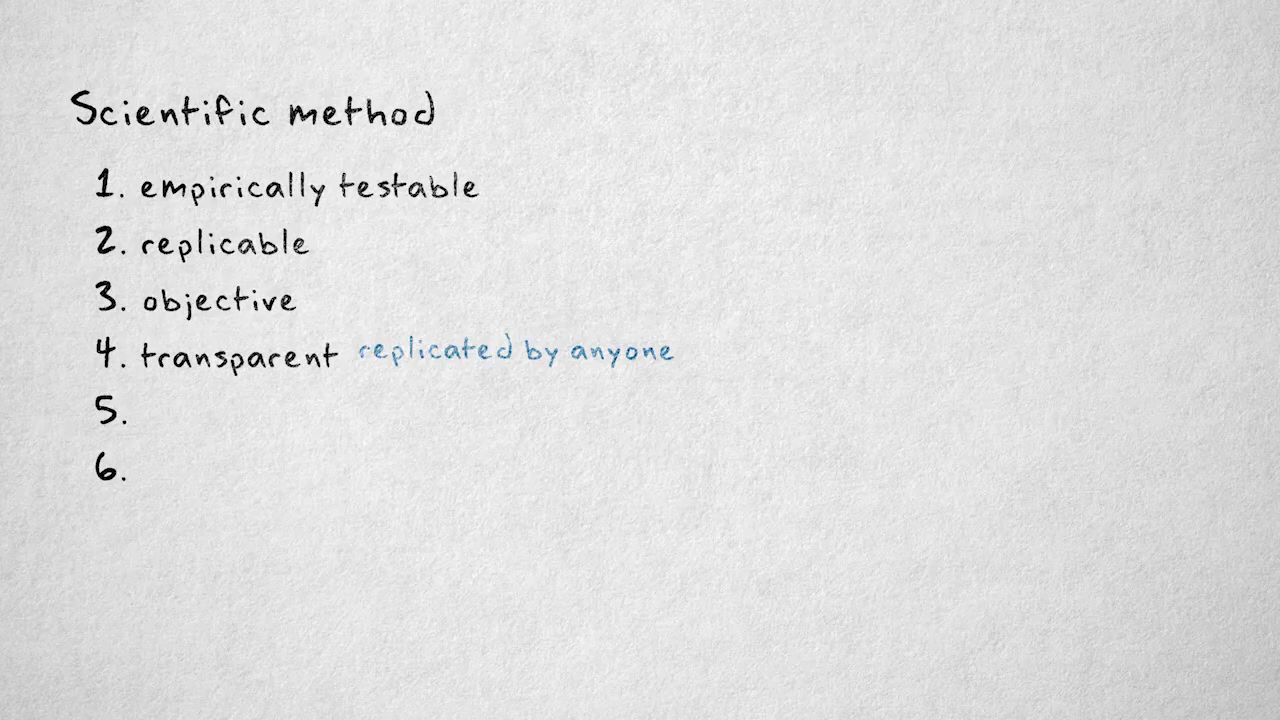 Scientific method
1. empirically testable
2. replicable
3. objective
4. transparent replicated by anyone
5.
6.